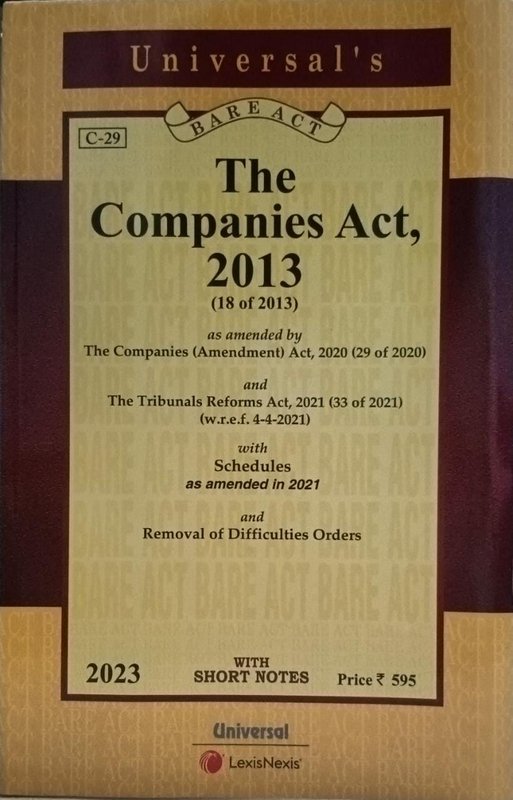 Universal's
BARE ACT
C-29
The
Companies Act,
2013
(18 of 2013)
as amended by
The Companies (Amendment) Act, 2020 (29 of 2020)
and
The Tribunals Reforms Act, 2021 (33 of 2021)
(w.r.e.f. 4-4-2021)
with
Schedules
as amended in 2021
and
Removal of Difficulties Orders
2023
WITH
SHORT NOTES
Price ₹ 595
Universal
LexisNexis®